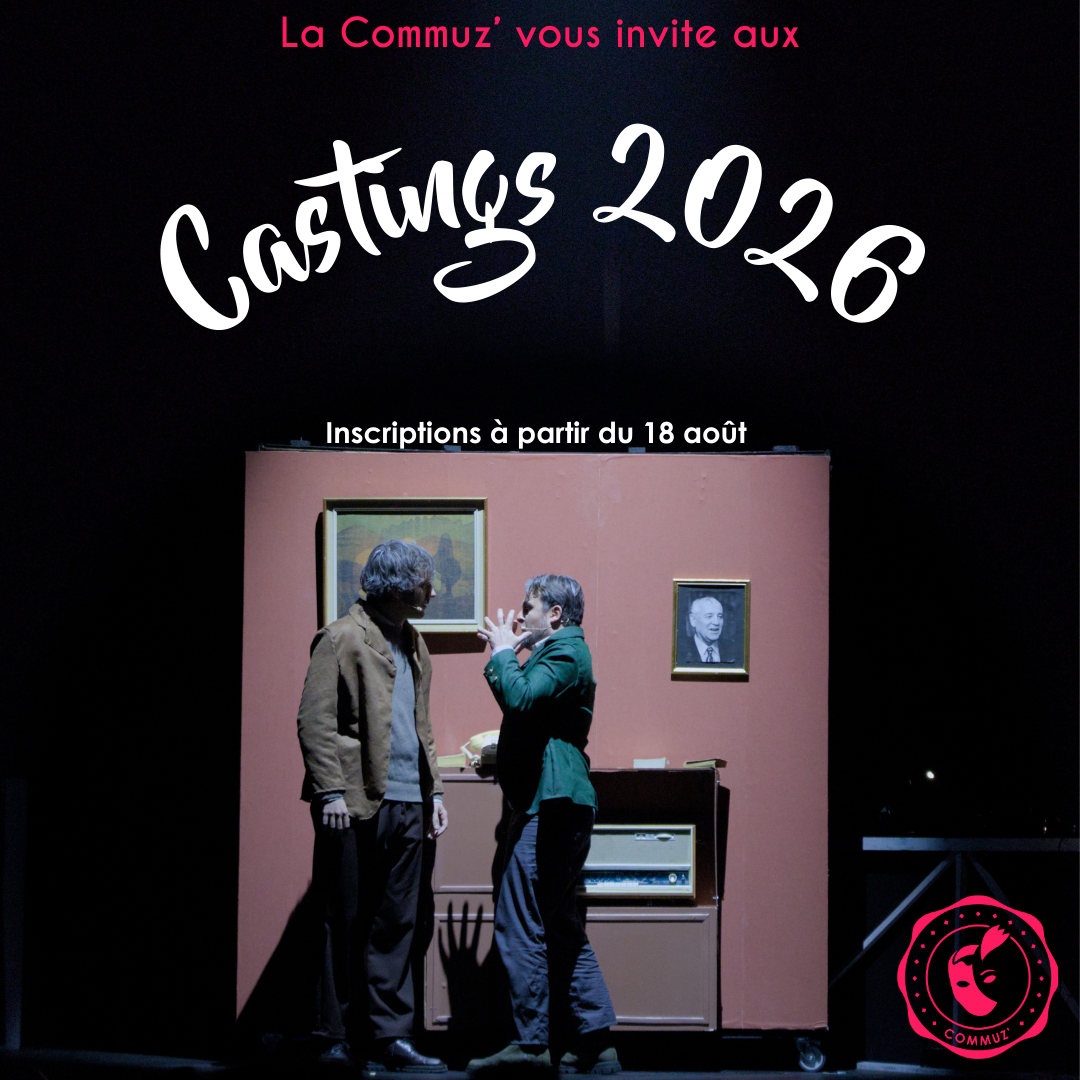 La Commuz’ vous invite aux
Castings 2026
Inscriptions à partir du 18 août
COMMUZ’